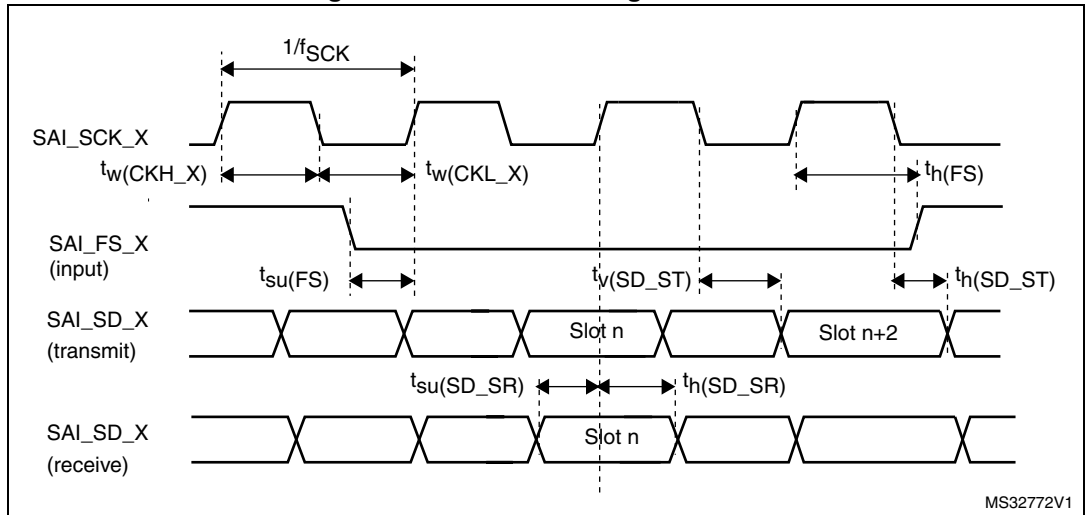 1/fSCK
SAI_SCK_X
tw(CKH_X)
tw(CKL_X)
th(FS)
SAI_FS_X
(input)
tsu(FS)
tv(SD_ST)
th(SD_ST)
SAI_SD_X
(transmit)
Slot n
Slot n+2
tsu(SD_SR)
th(SD_SR)
SAI_SD_X
(receive)
Slot n
MS32772V1